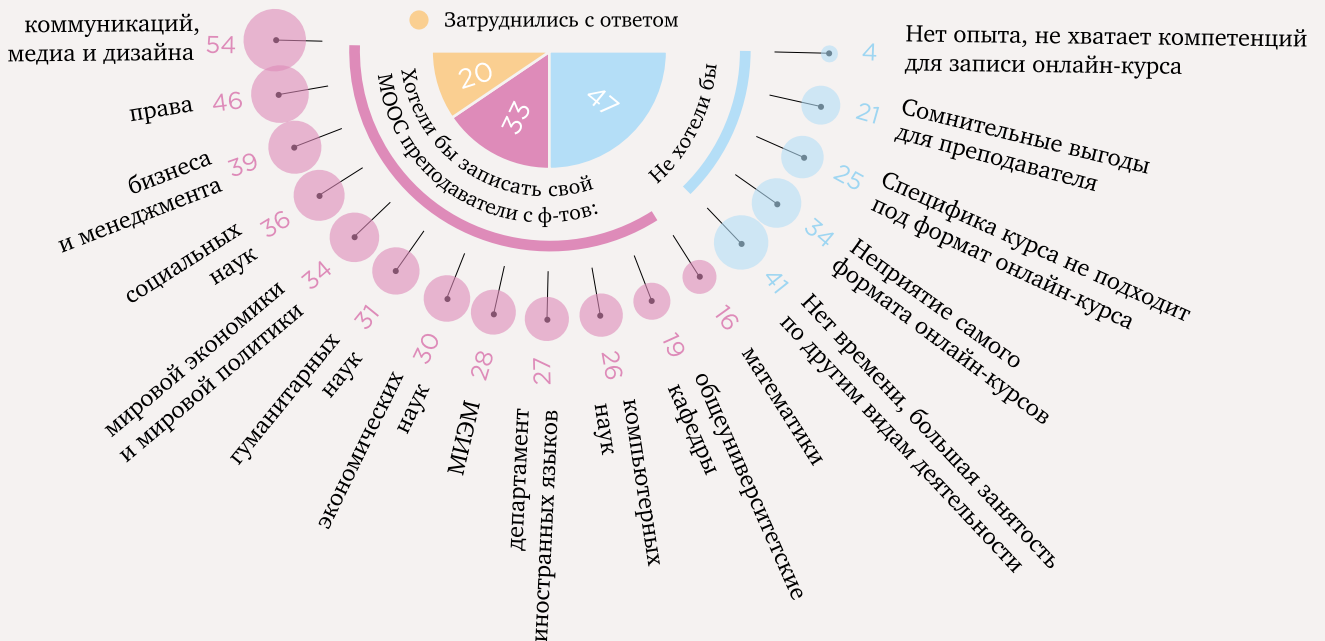 Затруднились с ответом
20
33
47
Хотели бы записать свой
МООС преподаватели с ф-тов:
Не хотели бы
коммуникаций,
медиа и дизайна
54
права
46
бизнеса
и менеджмента
39
социальных
наук
36
мировой экономики
и мировой политики
34
гуманитарных
наук
31
экономических
наук
30
МИЭМ
28
департамент
иностранных языков
27
компьютерных
наук
26
общеуниверситетские
кафедры
19
математики
16
4
Нет опыта, не хватает компетенций
для записи онлайн-курса
21
Сомнительные выгоды
для преподавателя
25
Специфика курса не подходит
под формат онлайн-курса
34
Неприятие самого
формата онлайн-курсов
41
Нет времени, большая занятость
по другим видам деятельности